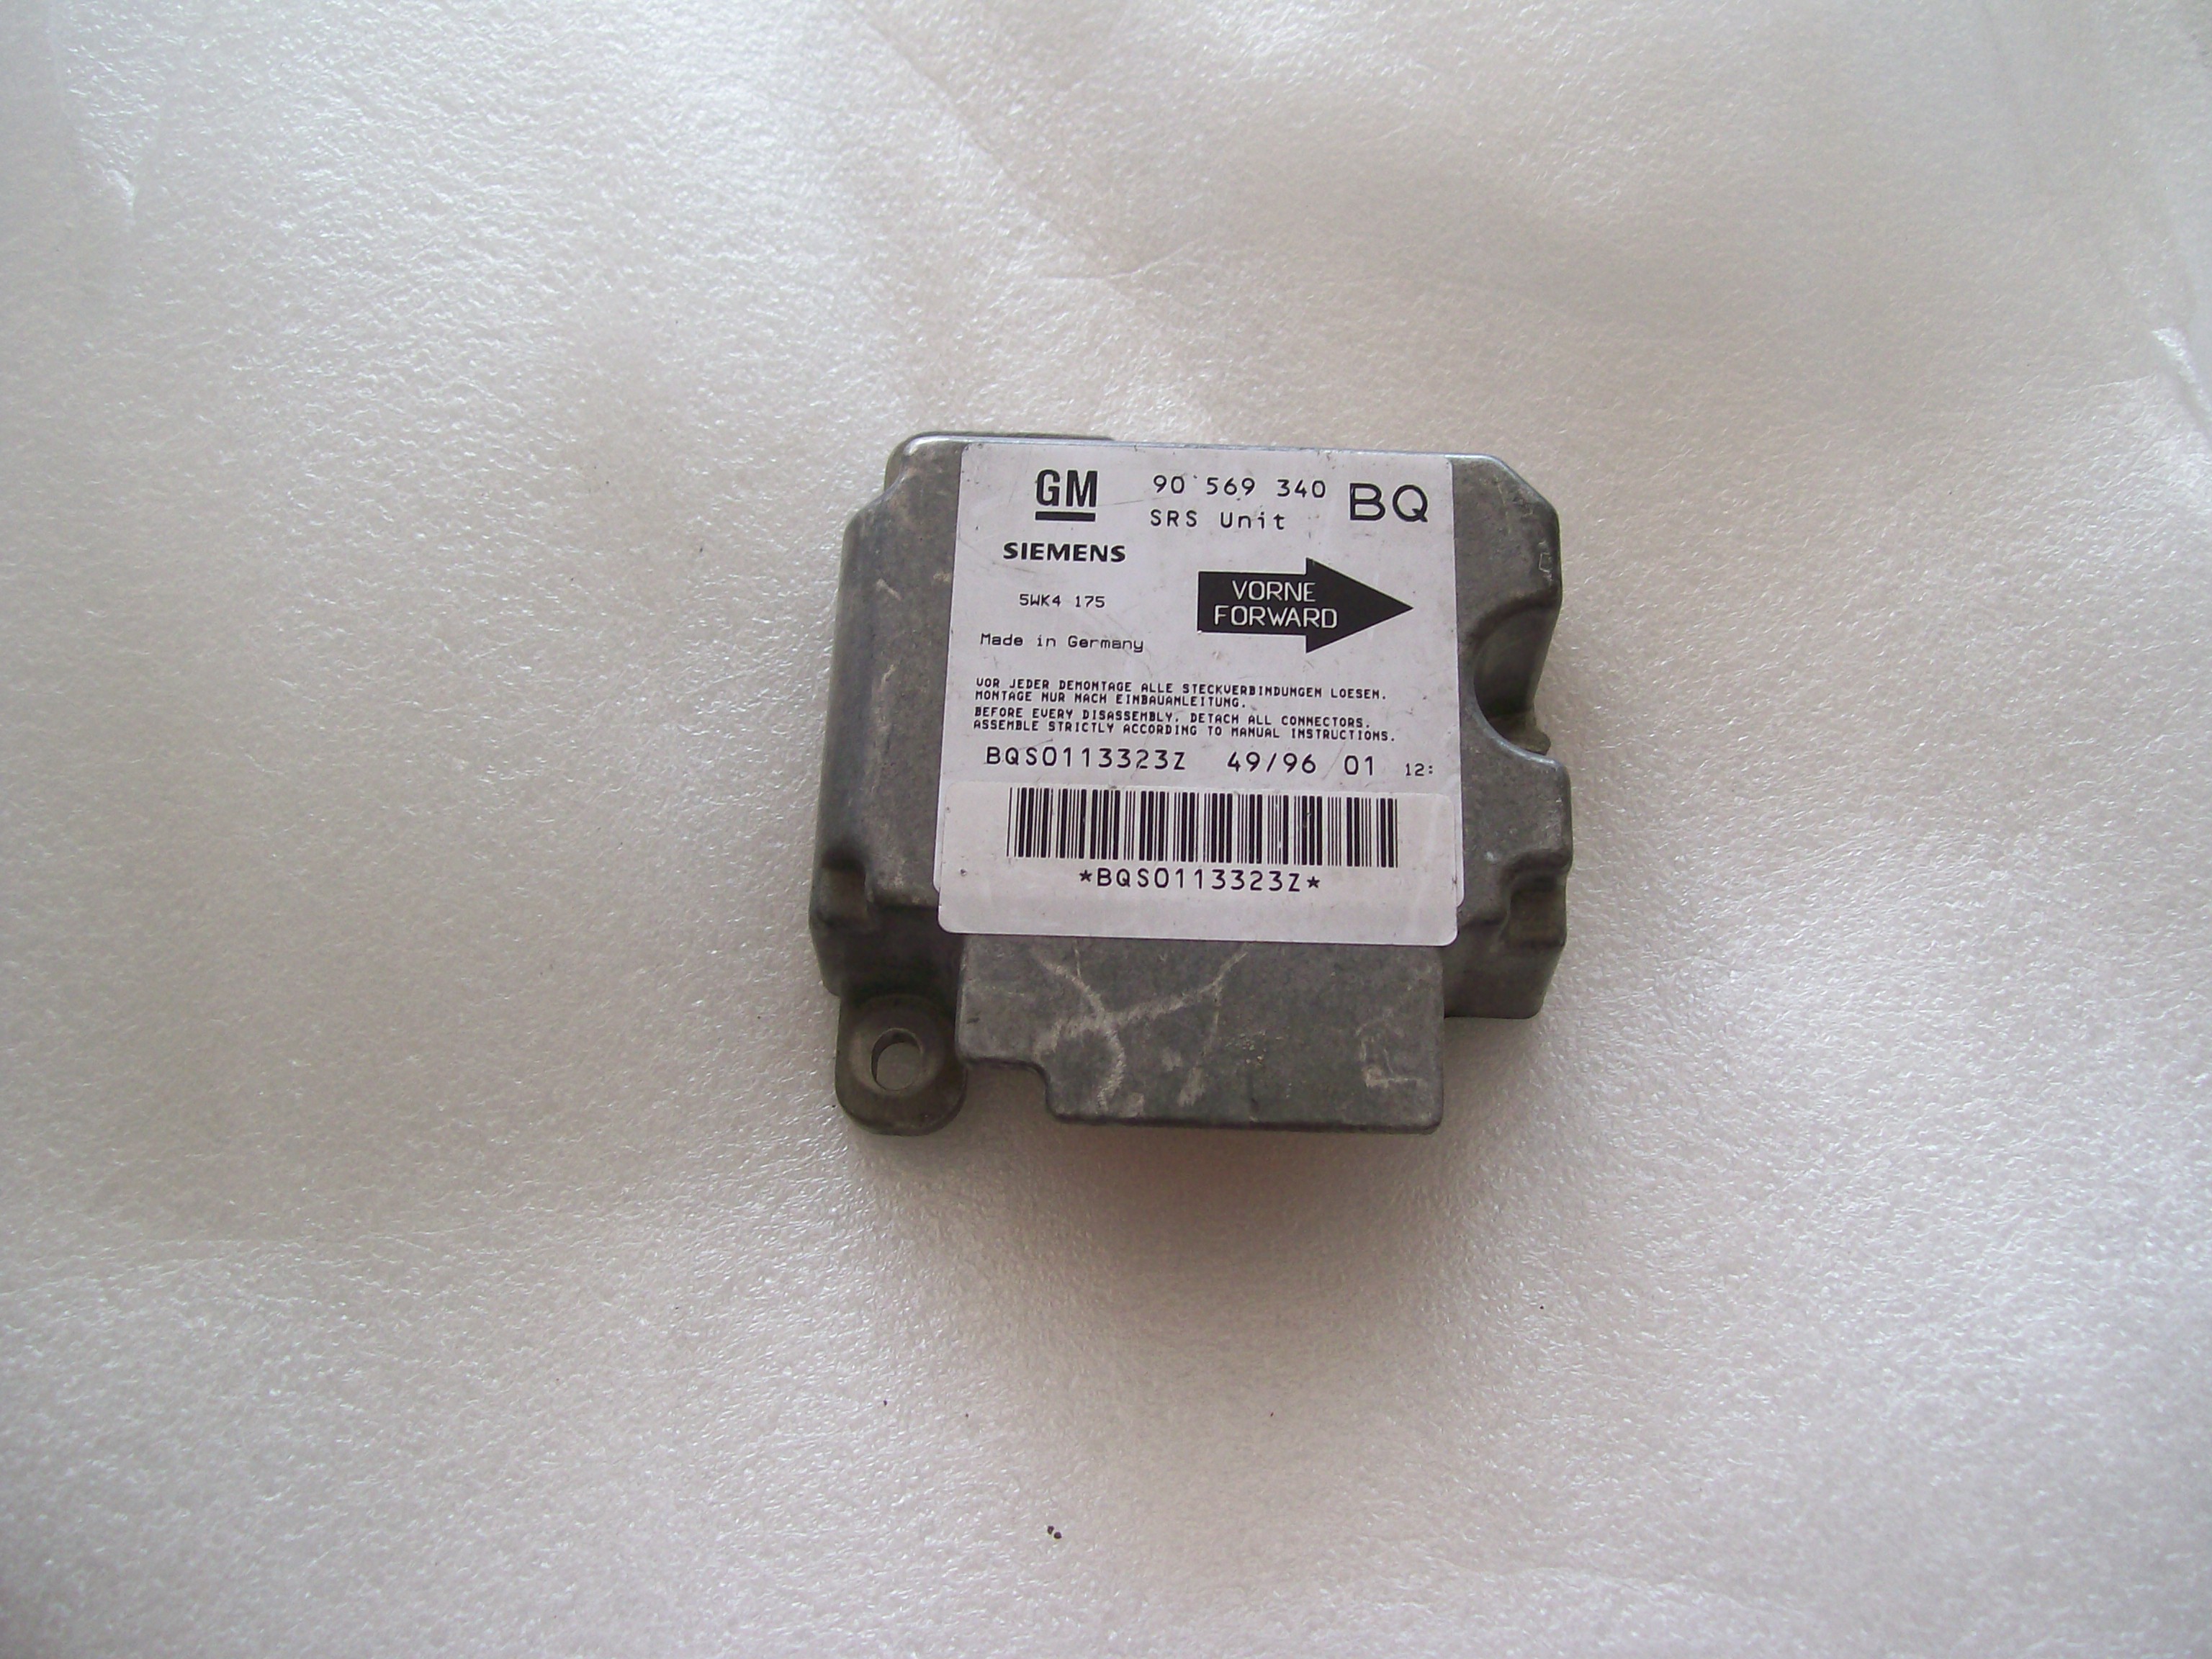 GM 90 569 340 BQ
SRS Unit
SIEMENS
5WK4 175
VORNE
FORWARD
Made in Germany
VOR JEDER DEMONTAGE ALLE STECKVERBINDUNGEN LOESEN.
MONTAGE NUR NACH EINBAUANLEITUNG.
BEFORE EVERY DISASSEMBLY, DETACH ALL CONNECTORS.
ASSEMBLE STRICTLY ACCORDING TO MANUAL INSTRUCTIONS.
BQS0113323Z 49/96 01 12:
*BQS0113323Z*